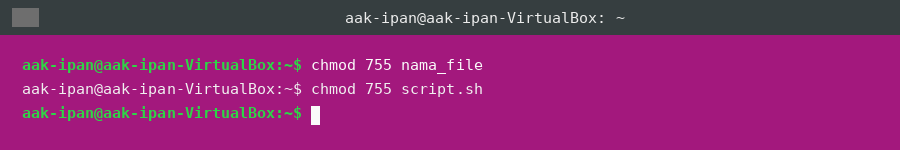 aak-ipan@aak-ipan-VirtualBox: ~
aak-ipan@aak-ipan-VirtualBox:~$ chmod 755 nama_file
aak-ipan@aak-ipan-VirtualBox:~$ chmod 755 script.sh
aak-ipan@aak-ipan-VirtualBox:~$